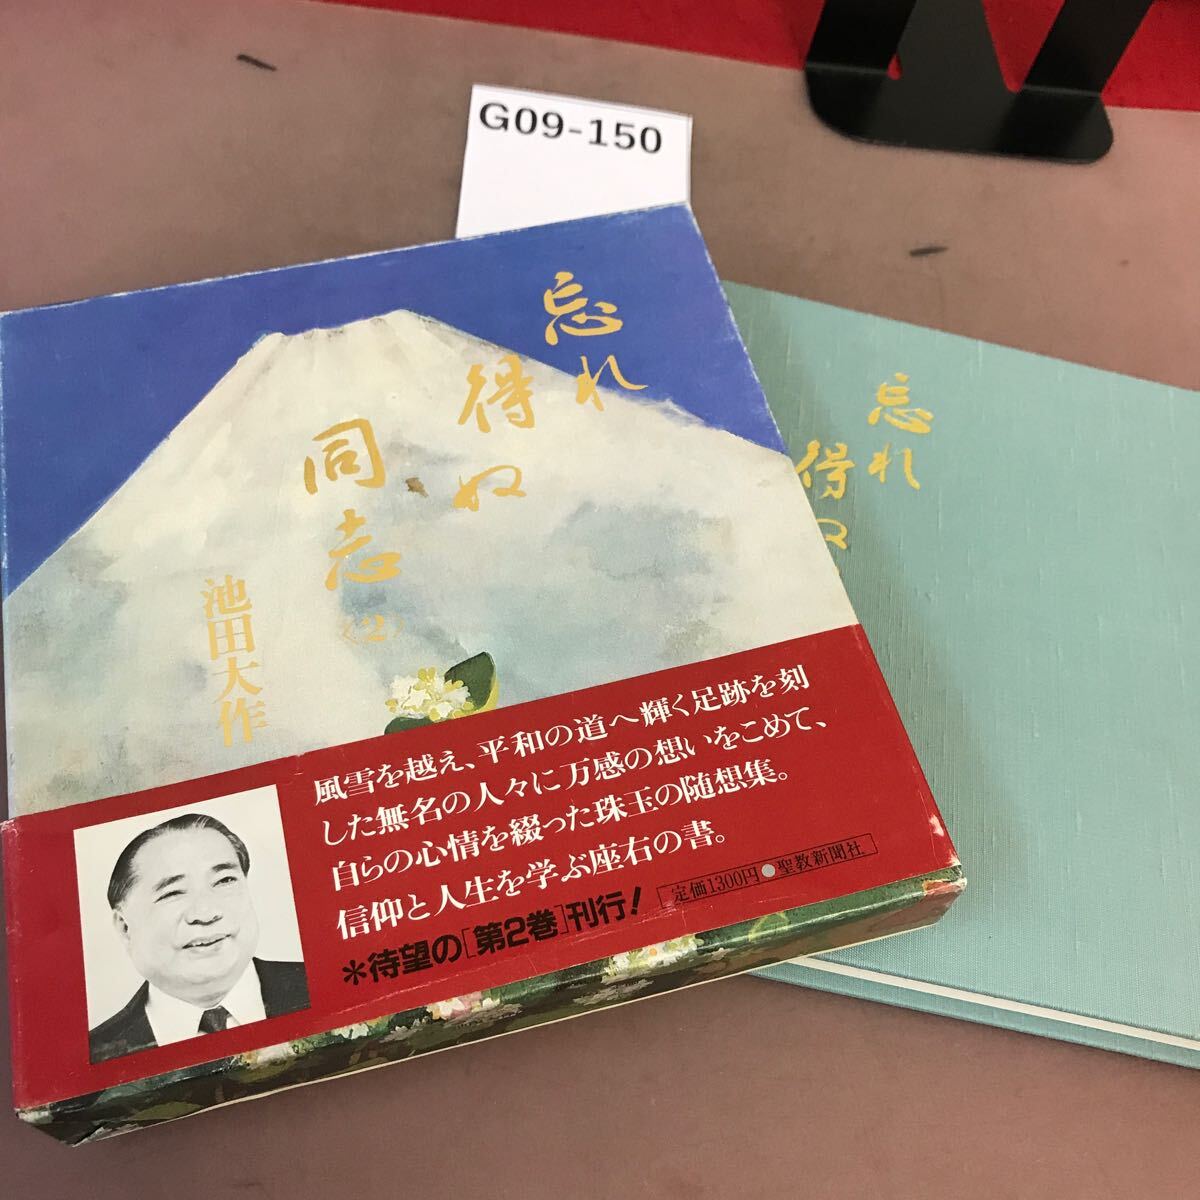 G09-150
忘れ
得ぬ
同志
〈2〉
池田大作
風雪を越え、平和の道へ輝く足跡を刻
した無名の人々に万感の想いをこめて、
自らの心情を綴った珠玉の随想集。
信仰と人生を学ぶ座右の書。
＊待望の[第2巻]刊行!
定価1300円●聖教新聞社
忘れ
得ぬ